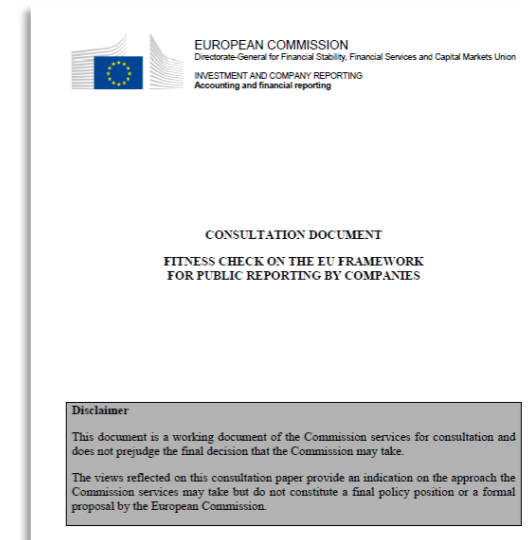 EUROPEAN COMMISSION
Directorate-General for Financial Stability, Financial Services and Capital Markets Union
INVESTMENT AND COMPANY REPORTING
Accounting and financial reporting
CONSULTATION DOCUMENT
FITNESS CHECK ON THE EU FRAMEWORK
FOR PUBLIC REPORTING BY COMPANIES
Disclaimer
This document is a working document of the Commission services for consultation and
does not prejudge the final decision that the Commission may take.
The views reflected on this consultation paper provide an indication on the approach the
Commission services may take but do not constitute a final policy position or a formal
proposal by the European Commission.